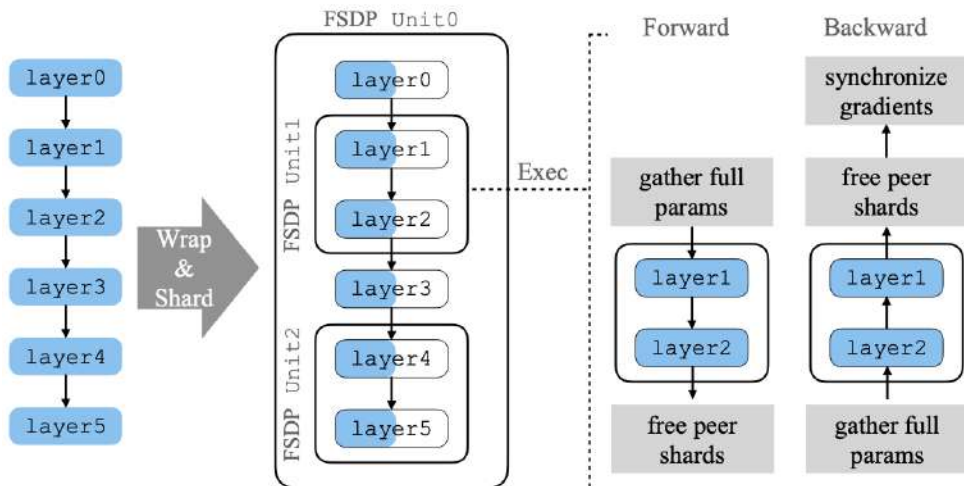 layer0
layer1
layer2
layer3
layer4
layer5
Wrap
&
Shard
FSDP Unit0
layer0
FSDP Unit1
layer1
layer2
layer3
FSDP Unit2
layer4
layer5
Exec
Forward
gather full
params
layer1
layer2
free peer
shards
Backward
synchronize
gradients
free peer
shards
layer1
layer2
gather full
params